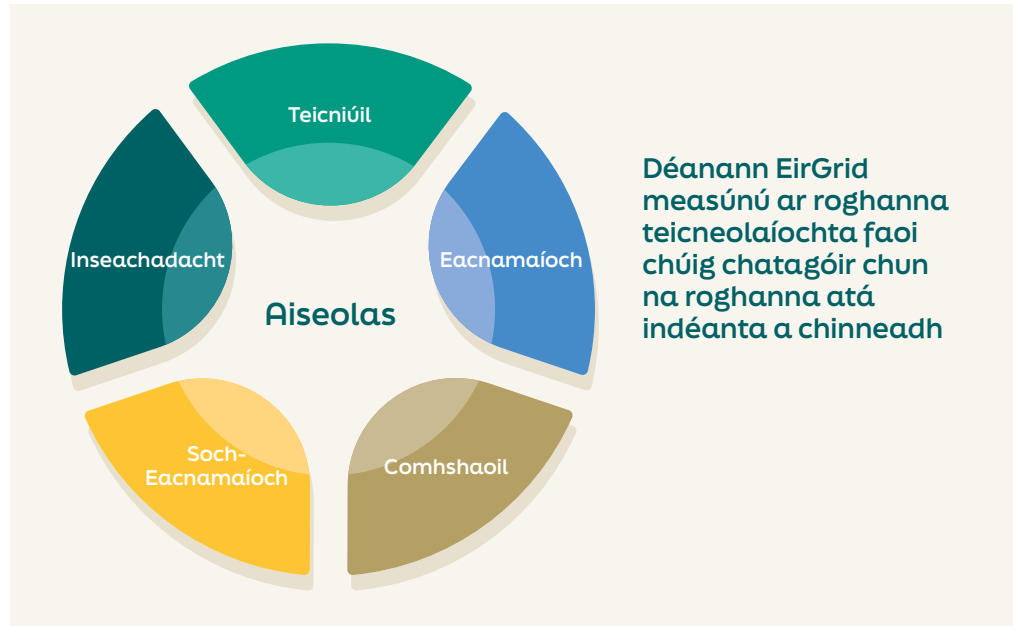 Teicniúil
Inseachadacht
Eacnamaíoch
Aiseolas
Soch-
Eacnamaíoch
Comhshaoil
Déanann EirGrid
measúnú ar roghanna
teicneolaíochta faoi
chúig chatagóir chun
na roghanna atá
indéanta a chinneadh